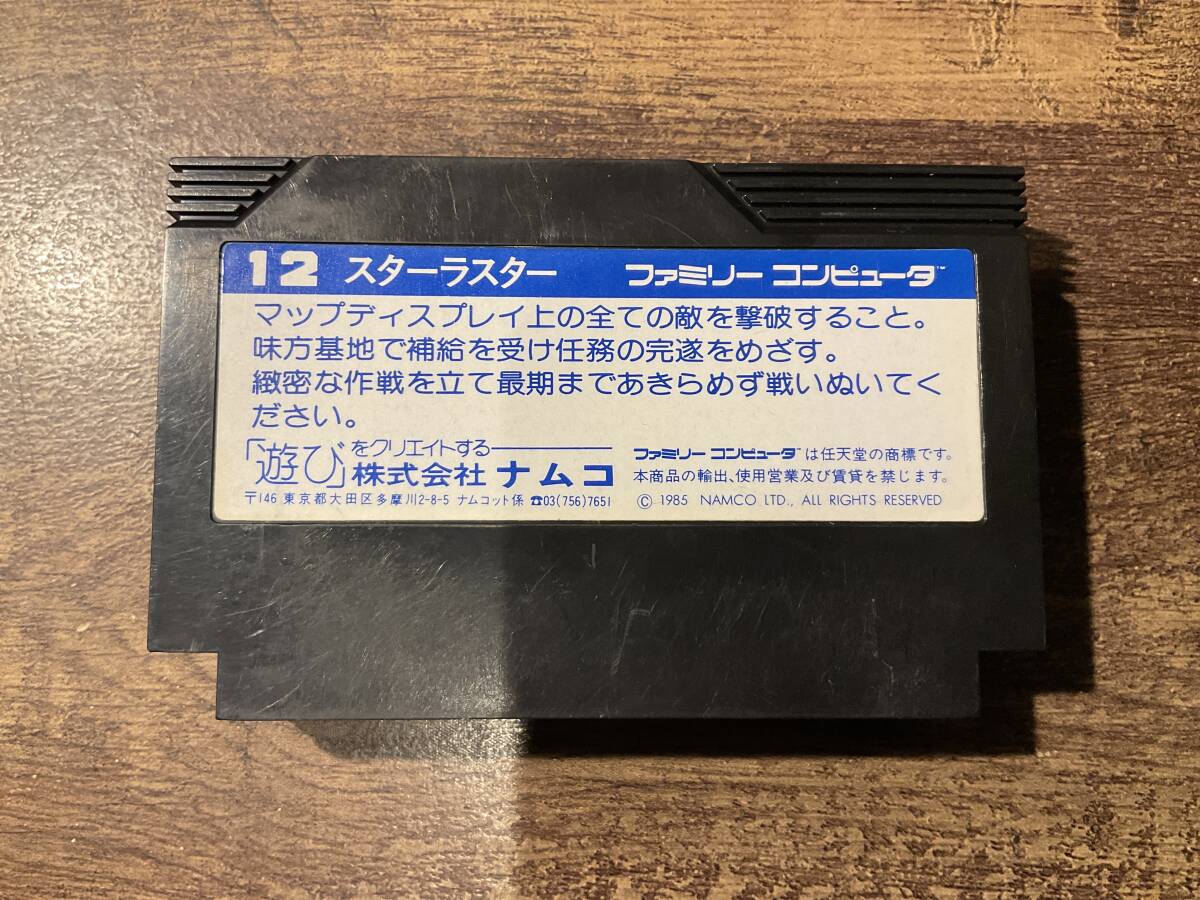 12 スターラスター ファミリー コンピュータ™
マップディスプレイ上の全ての敵を撃破すること。
味方基地で補給を受け任務の完遂をめざす。
緻密な作戦を立て最期まであきらめず戦いぬいてく
ださい。
「遊び」をクリエイトする
株式会社 ナムコ
〒146 東京都大田区多摩川2-8-5 ナムコット係 ☎03(756)7651
ファミリー コンピュータ™は任天堂の商標です。
本商品の輸出、使用営業及び賃貸を禁じます。
© 1985 NAMCO LTD., ALL RIGHTS RESERVED